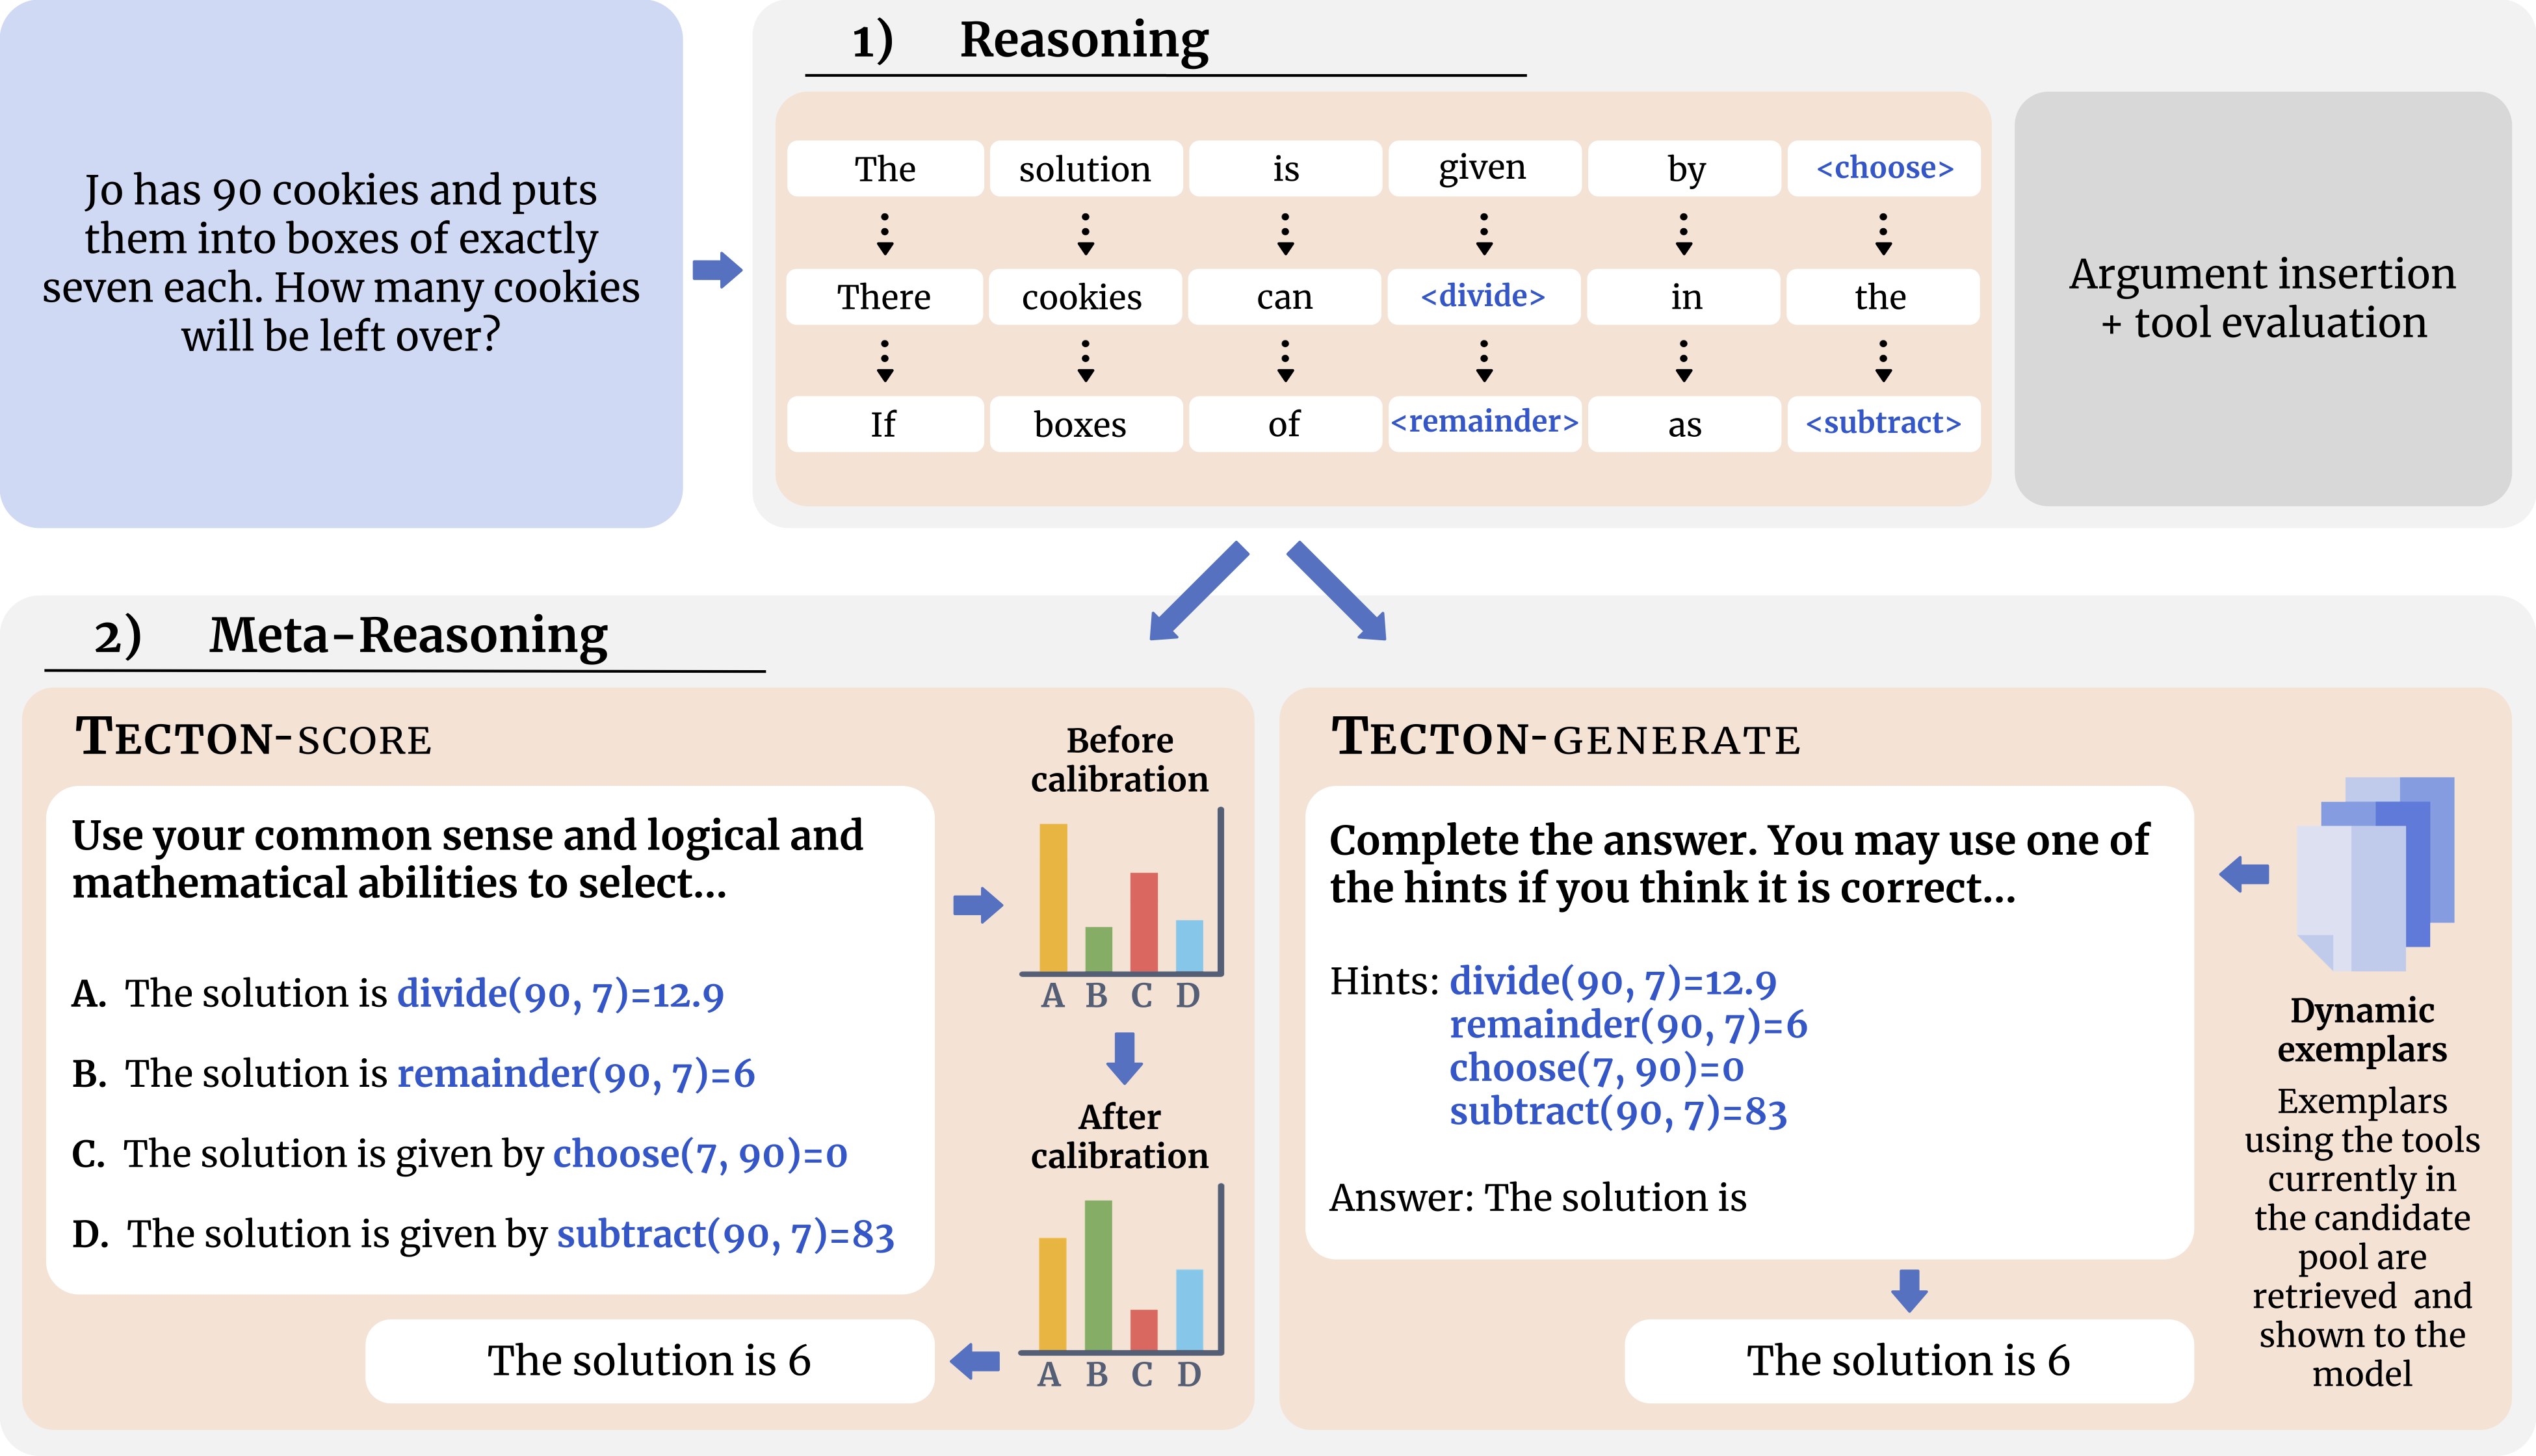 Jo has 90 cookies and puts
them into boxes of exactly
seven each. How many cookies
will be left over?
1) Reasoning
The solution is given by <choose>
There cookies can <divide> in the
If boxes of <remainder> as <subtract>
Argument insertion
+ tool evaluation
2) Meta-Reasoning
TECTON-SCORE
Use your common sense and logical and
mathematical abilities to select...
A. The solution is divide(90, 7)=12.9
B. The solution is remainder(90, 7)=6
C. The solution is given by choose(7, 90)=0
D. The solution is given by subtract(90, 7)=83
Before
calibration
A B C D
After
calibration
A B C D
The solution is 6
TECTON-GENERATE
Complete the answer. You may use one of
the hints if you think it is correct...
Hints: divide(90, 7)=12.9
remainder(90, 7)=6
choose(7, 90)=0
subtract(90, 7)=83
Answer: The solution is
The solution is 6
Dynamic
exemplars
Exemplars
using the tools
currently in
the candidate
pool are
retrieved and
shown to the
model